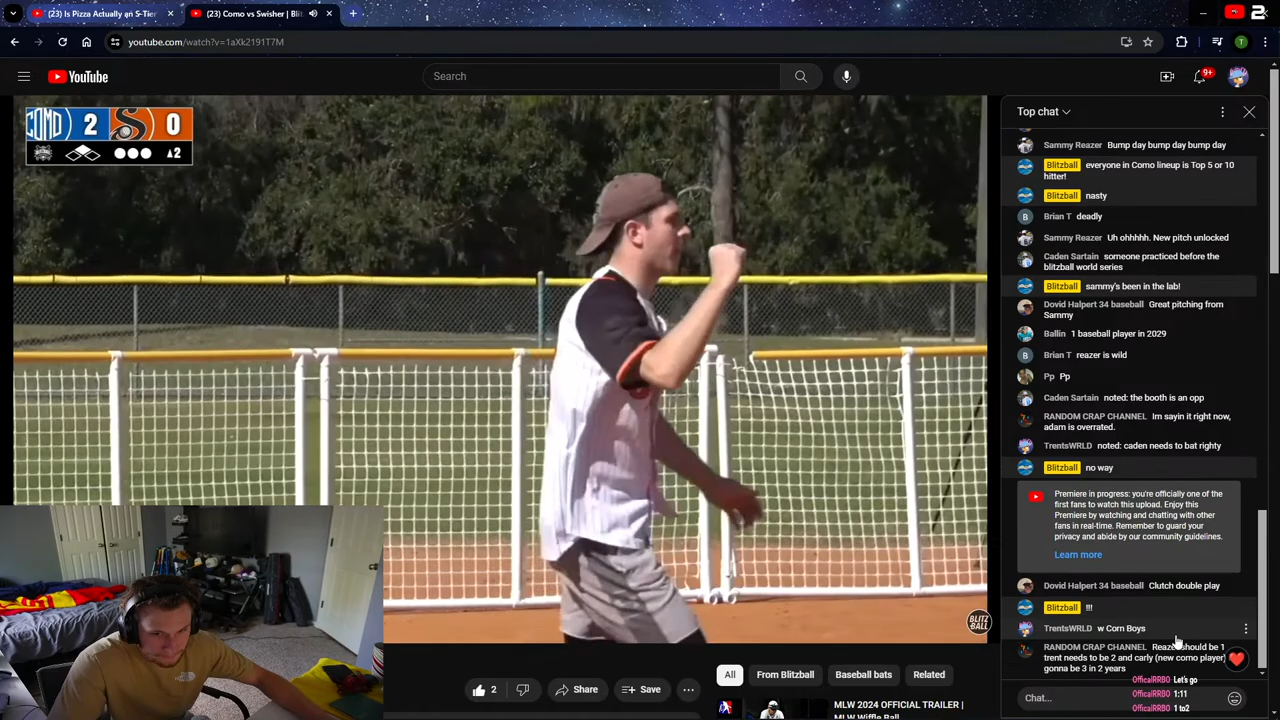 (23) Is Pizza Actually an S-Tier
(23) Como vs Swisher | Blit
youtube.com/watch?v=1aXk2191T7M
T
2
YouTube
Search
9+
COMO 2 S 0
▲2
Top chat
Sammy Reazer Bump day bump day bump day
Blitzball everyone in Como lineup is Top 5 or 10
hitter!
Blitzball nasty
B Brian T deadly
Sammy Reazer Uh ohhhhh. New pitch unlocked
Caden Sartain someone practiced before the
blitzball world series
Blitzball sammy's been in the lab!
Dovid Halpert 34 baseball Great pitching from
Sammy
Ballin 1 baseball player in 2029
B Brian T reazer is wild
Pp Pp
Caden Sartain noted: the booth is an opp
RANDOM CRAP CHANNEL Im sayin it right now,
adam is overrated.
TrentsWRLD noted: caden needs to bat righty
Blitzball no way
Premiere in progress: you're officially one of the
first fans to watch this upload. Enjoy this
Premiere by watching and chatting with other
fans in real-time. Remember to guard your
privacy and abide by our community guidelines.
Learn more
Dovid Halpert 34 baseball Clutch double play
Blitzball !!!
TrentsWRLD w Corn Boys
RANDOM CRAP CHANNEL Reazer should be 1
trent needs to be 2 and carly (new como player)
gonna be 3 in 2 years
OfficalRRBO Let's go
OfficalRRBO 1:11
OfficalRRBO 1 to2
Chat...
BLITZ
BALL
2
Share
Save
All
From Blitzball
Baseball bats
Related
MLW 2024 OFFICIAL TRAILER |
MLW Wiffle Ball